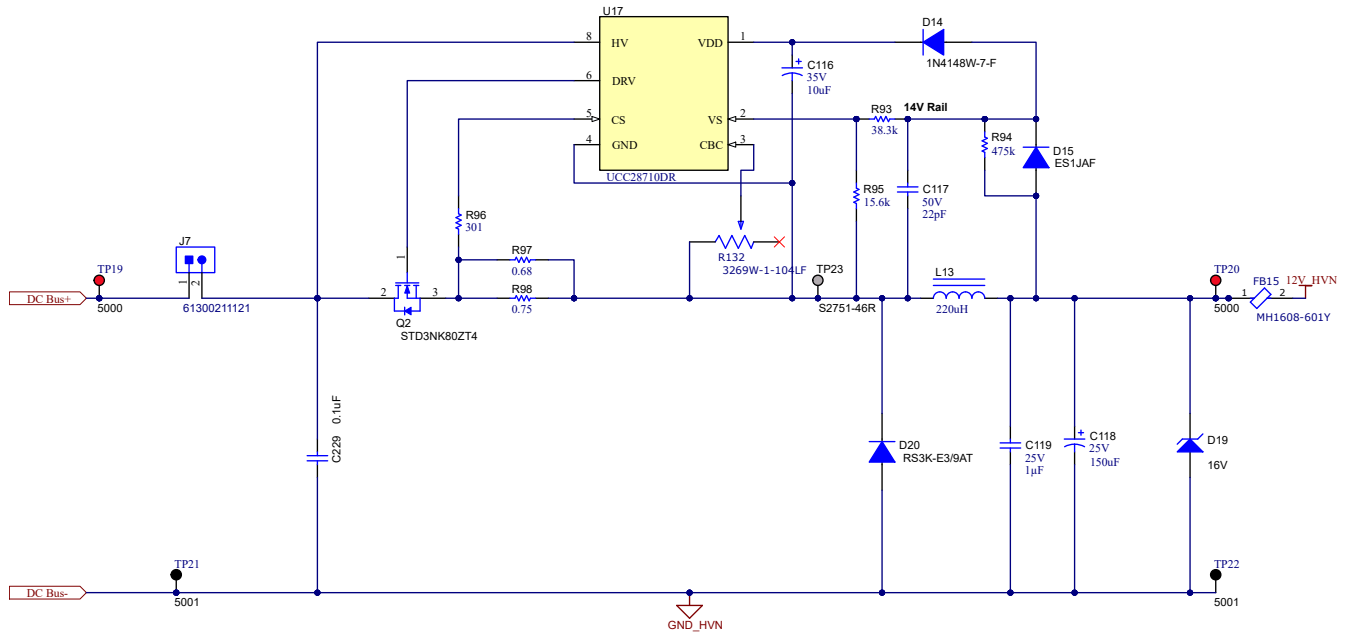 U17
8 HV VDD 1
6 DRV
5 CS VS 2
4 GND CBC 3
UCC28710DR
D14
1N4148W-7-F
+ C116
35V
10uF
R93
38.3k
14V Rail
R94
475k
D15
ES1JAF
R95
15.6k
C117
50V
22pF
R96
301
R97
0.68
R98
0.75
R132
3269W-1-104LF
TP23
S2751-46R
L13
220uH
J7
1 2
61300211121
TP19
5000
DC Bus+
1
2 3
Q2
STD3NK80ZT4
TP20
5000
FB15
1 2
12V_HVN
MH1608-601Y
C229 0.1uF
D20
RS3K-E3/9AT
C119
25V
1µF
+ C118
25V
150uF
D19
16V
TP21
5001
DC Bus-
GND_HVN
TP22
5001